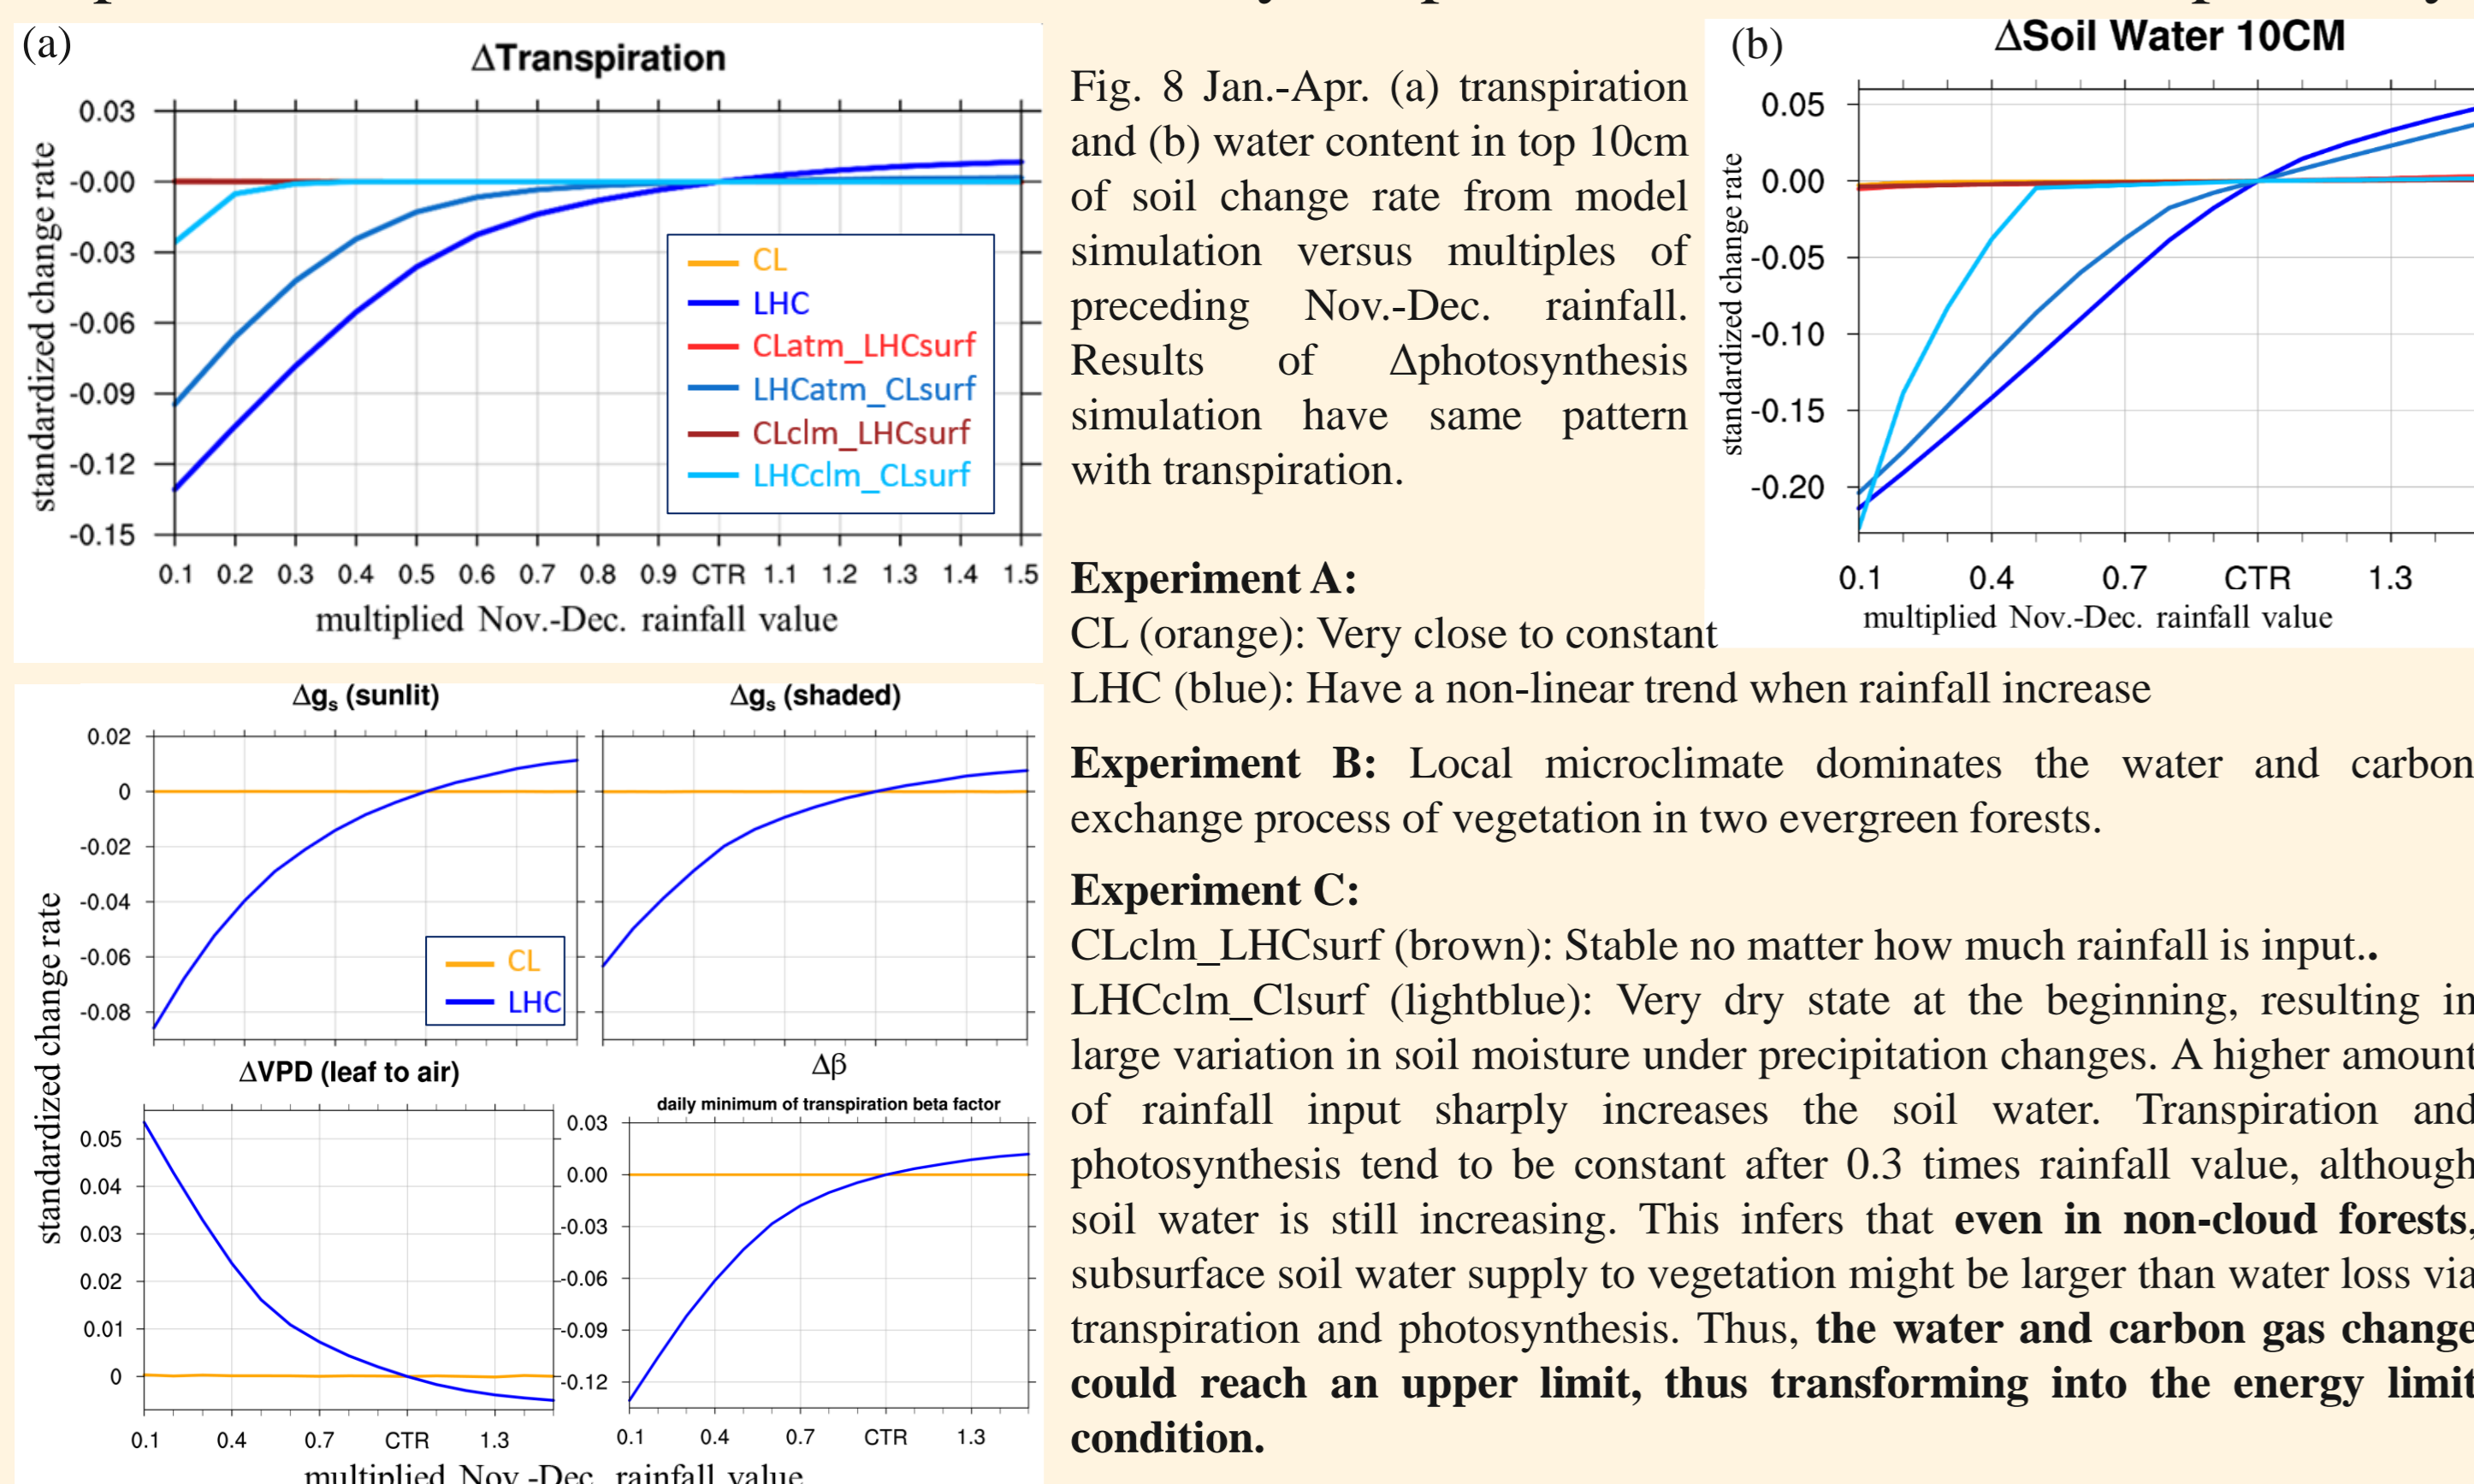 (a)
ΔTranspiration
0.03
-0.00
-0.03
-0.06
-0.09
-0.12
-0.15
standardized change rate
CL
LHC
CLatm_LHCsurf
LHCatm_CLsurf
CLclm_LHCsurf
LHCclm_CLsurf
0.1 0.2 0.3 0.4 0.5 0.6 0.7 0.8 0.9 CTR 1.1 1.2 1.3 1.4 1.5
multiplied Nov.-Dec. rainfall value
Fig. 8 Jan.-Apr. (a) transpiration
and (b) water content in top 10cm
of soil change rate from model
simulation versus multiples of
preceding Nov.-Dec. rainfall.
Results of Δphotosynthesis
simulation have same pattern
with transpiration.
(b)
ΔSoil Water 10CM
0.05
0.00
-0.05
-0.10
-0.15
-0.20
standardized change rate
0.1 0.4 0.7 CTR 1.3
multiplied Nov.-Dec. rainfall value
Δgs (sunlit)
0.02
0
-0.02
-0.04
-0.06
-0.08
CL
LHC
Δgs (shaded)
standardized change rate
ΔVPD (leaf to air)
0.05
0.04
0.03
0.02
0.01
0
0.1 0.4 0.7 CTR 1.3
Δβ
daily minimum of transpiration beta factor
0.03
0.00
-0.03
-0.06
-0.09
-0.12
0.1 0.4 0.7 CTR 1.3
multiplied Nov.-Dec. rainfall value
Experiment A:
CL (orange): Very close to constant
LHC (blue): Have a non-linear trend when rainfall increase
Experiment B: Local microclimate dominates the water and carbon
exchange process of vegetation in two evergreen forests.
Experiment C:
CLclm_LHCsurf (brown): Stable no matter how much rainfall is input..
LHCclm_Clsurf (lightblue): Very dry state at the beginning, resulting in
large variation in soil moisture under precipitation changes. A higher amount
of rainfall input sharply increases the soil water. Transpiration and
photosynthesis tend to be constant after 0.3 times rainfall value, although
soil water is still increasing. This infers that even in non-cloud forests,
subsurface soil water supply to vegetation might be larger than water loss via
transpiration and photosynthesis. Thus, the water and carbon gas change
could reach an upper limit, thus transforming into the energy limit
condition.